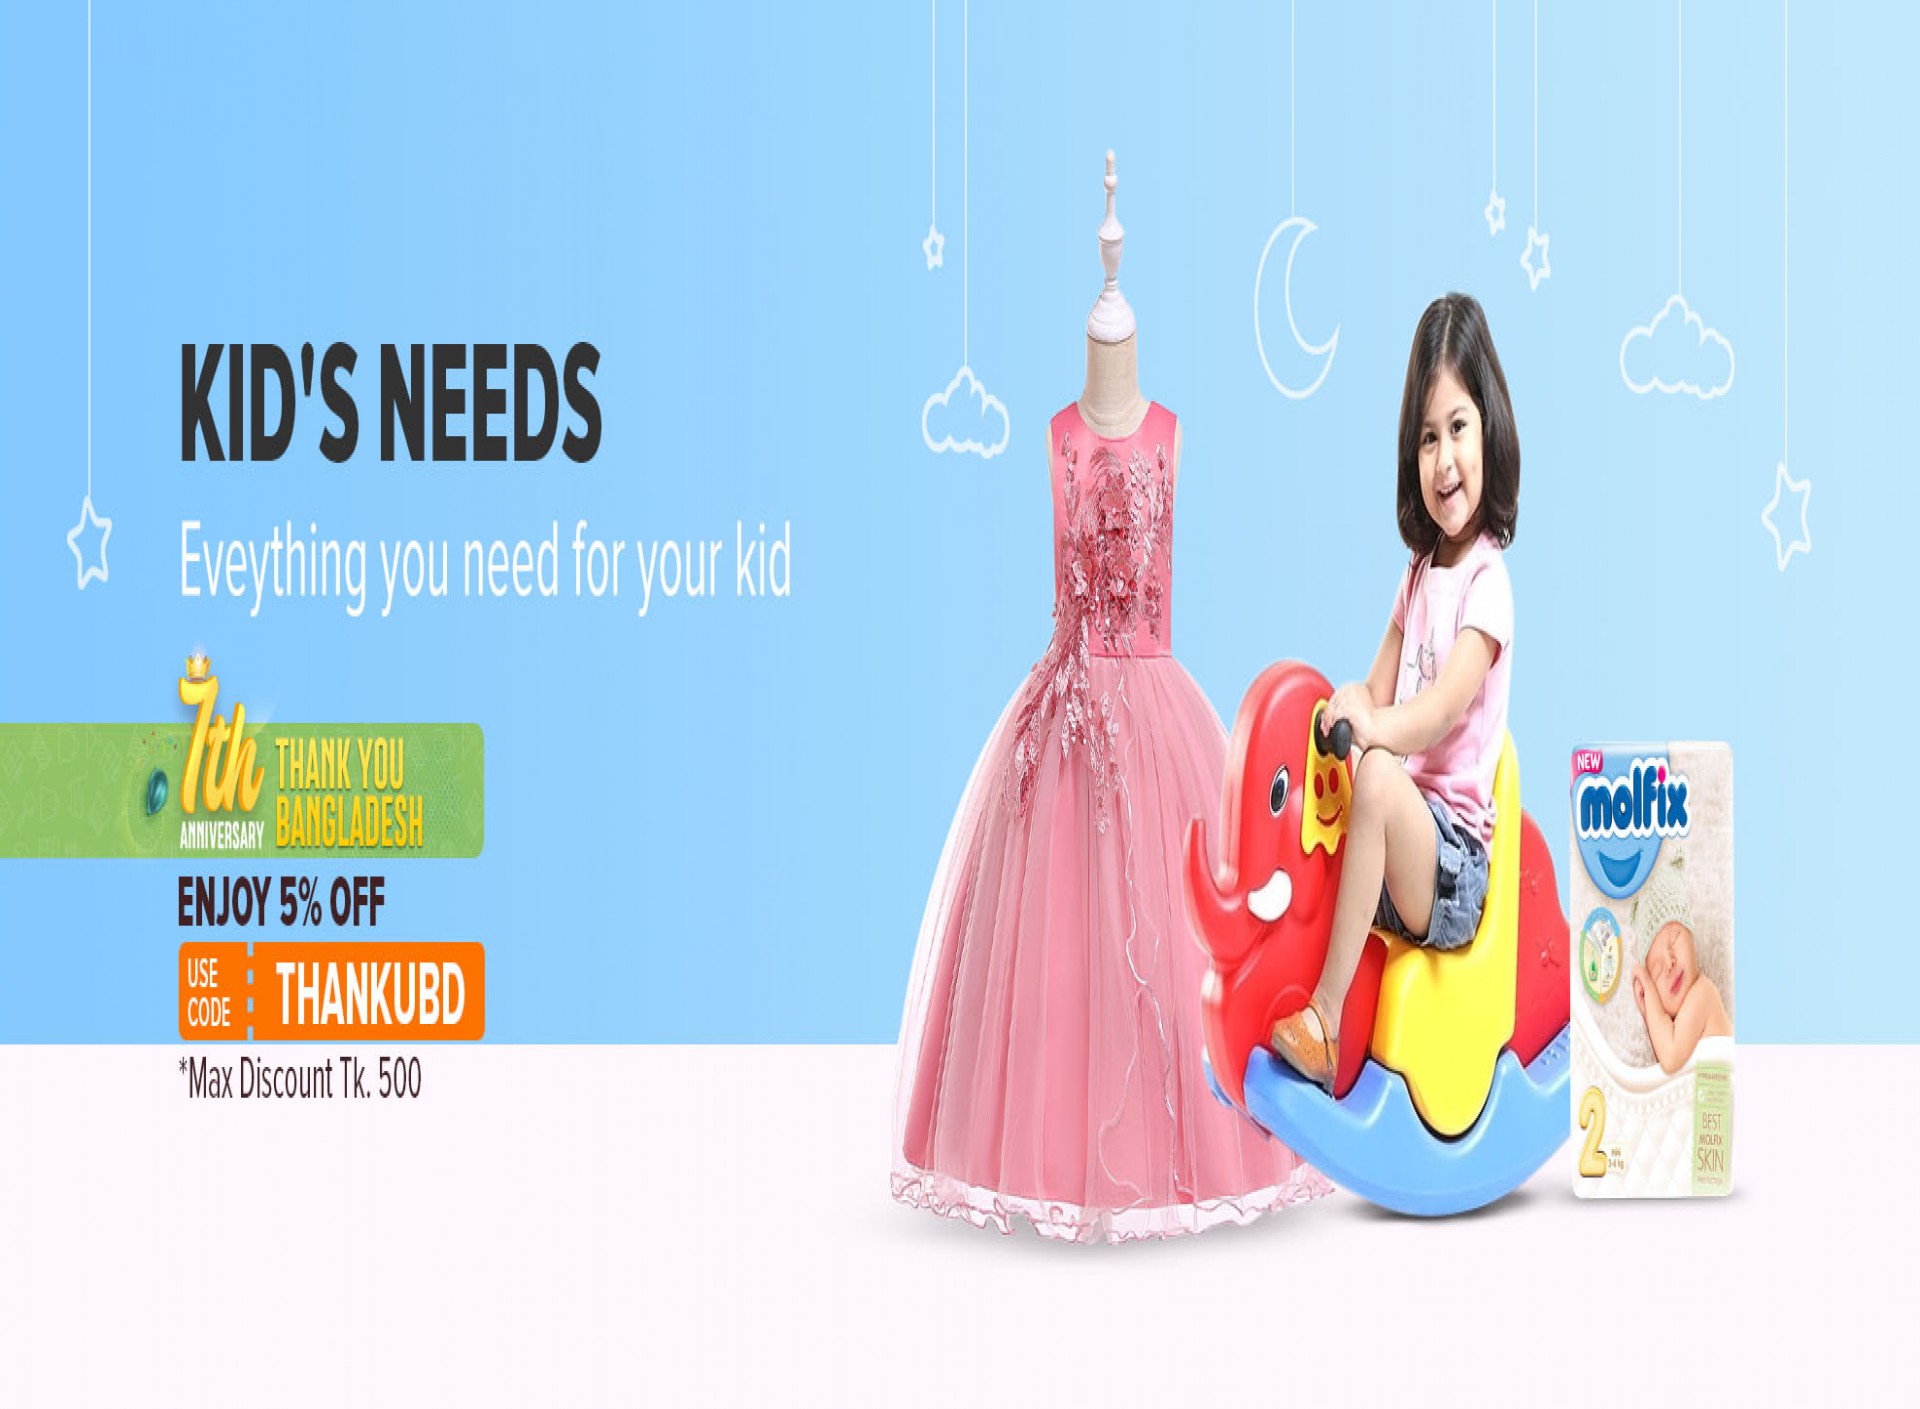 KID'S NEEDS
Eveything you need for your kid
7th
ANNIVERSARY
THANK YOU
BANGLADESH
ENJOY 5% OFF
USE
CODE
THANKUBD
*Max Discount Tk. 500
NEW
molfix
2
BEST
MOLFIX
SKIN